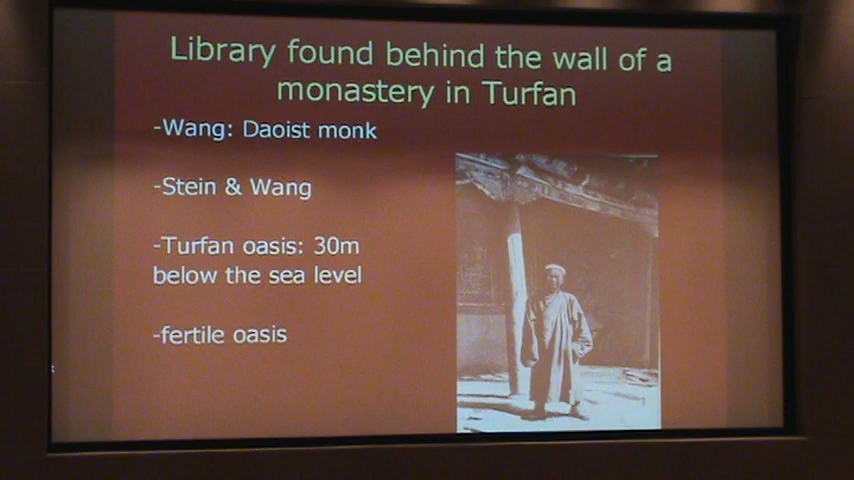 Library found behind the wall of a
monastery in Turfan
-Wang: Daoist monk
-Stein & Wang
-Turfan oasis: 30m
below the sea level
-fertile oasis